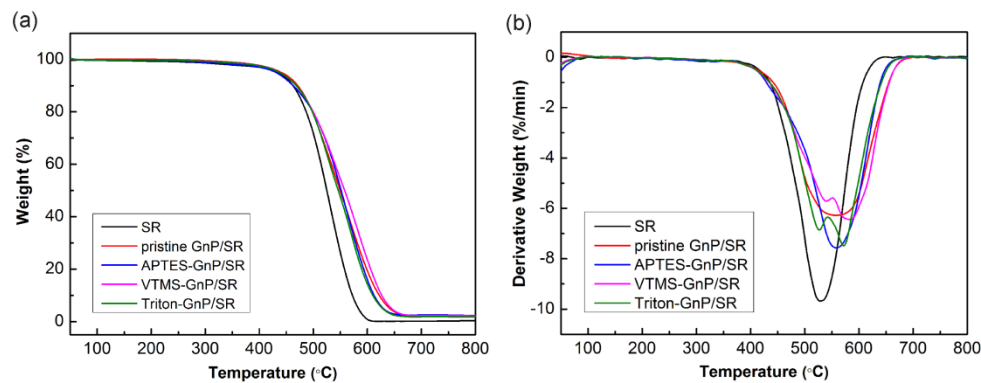 (a)
100
80
60
40
20
0
Weight (%)
SR
pristine GnP/SR
APTES-GnP/SR
VTMS-GnP/SR
Triton-GnP/SR
100 200 300 400 500 600 700 800
Temperature (°C)
(b)
0
-2
-4
-6
-8
-10
Derivative Weight (%/min)
SR
pristine GnP/SR
APTES-GnP/SR
VTMS-GnP/SR
Triton-GnP/SR
100 200 300 400 500 600 700 800
Temperature (°C)